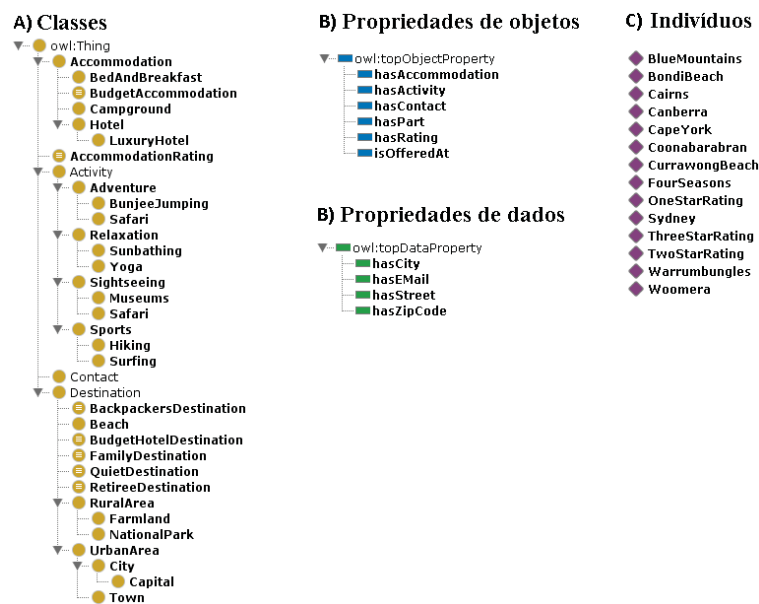 A) Classes
owl:Thing
Accommodation
BedAndBreakfast
BudgetAccommodation
Campground
Hotel
LuxuryHotel
AccommodationRating
Activity
Adventure
BunjeeJumping
Safari
Relaxation
Sunbathing
Yoga
Sightseeing
Museums
Safari
Sports
Hiking
Surfing
Contact
Destination
BackpackersDestination
Beach
BudgetHotelDestination
FamilyDestination
QuietDestination
RetireeDestination
RuralArea
Farmland
NationalPark
UrbanArea
City
Capital
Town
B) Propriedades de objetos
owl:topObjectProperty
hasAccommodation
hasActivity
hasContact
hasPart
hasRating
isOfferedAt
B) Propriedades de dados
owl:topDataProperty
hasCity
hasEMail
hasStreet
hasZipCode
C) Indivíduos
BlueMountains
BondiBeach
Cairns
Canberra
CapeYork
Coonabarabran
CurrawongBeach
FourSeasons
OneStarRating
Sydney
ThreeStarRating
TwoStarRating
Warrumbungles
Woomera